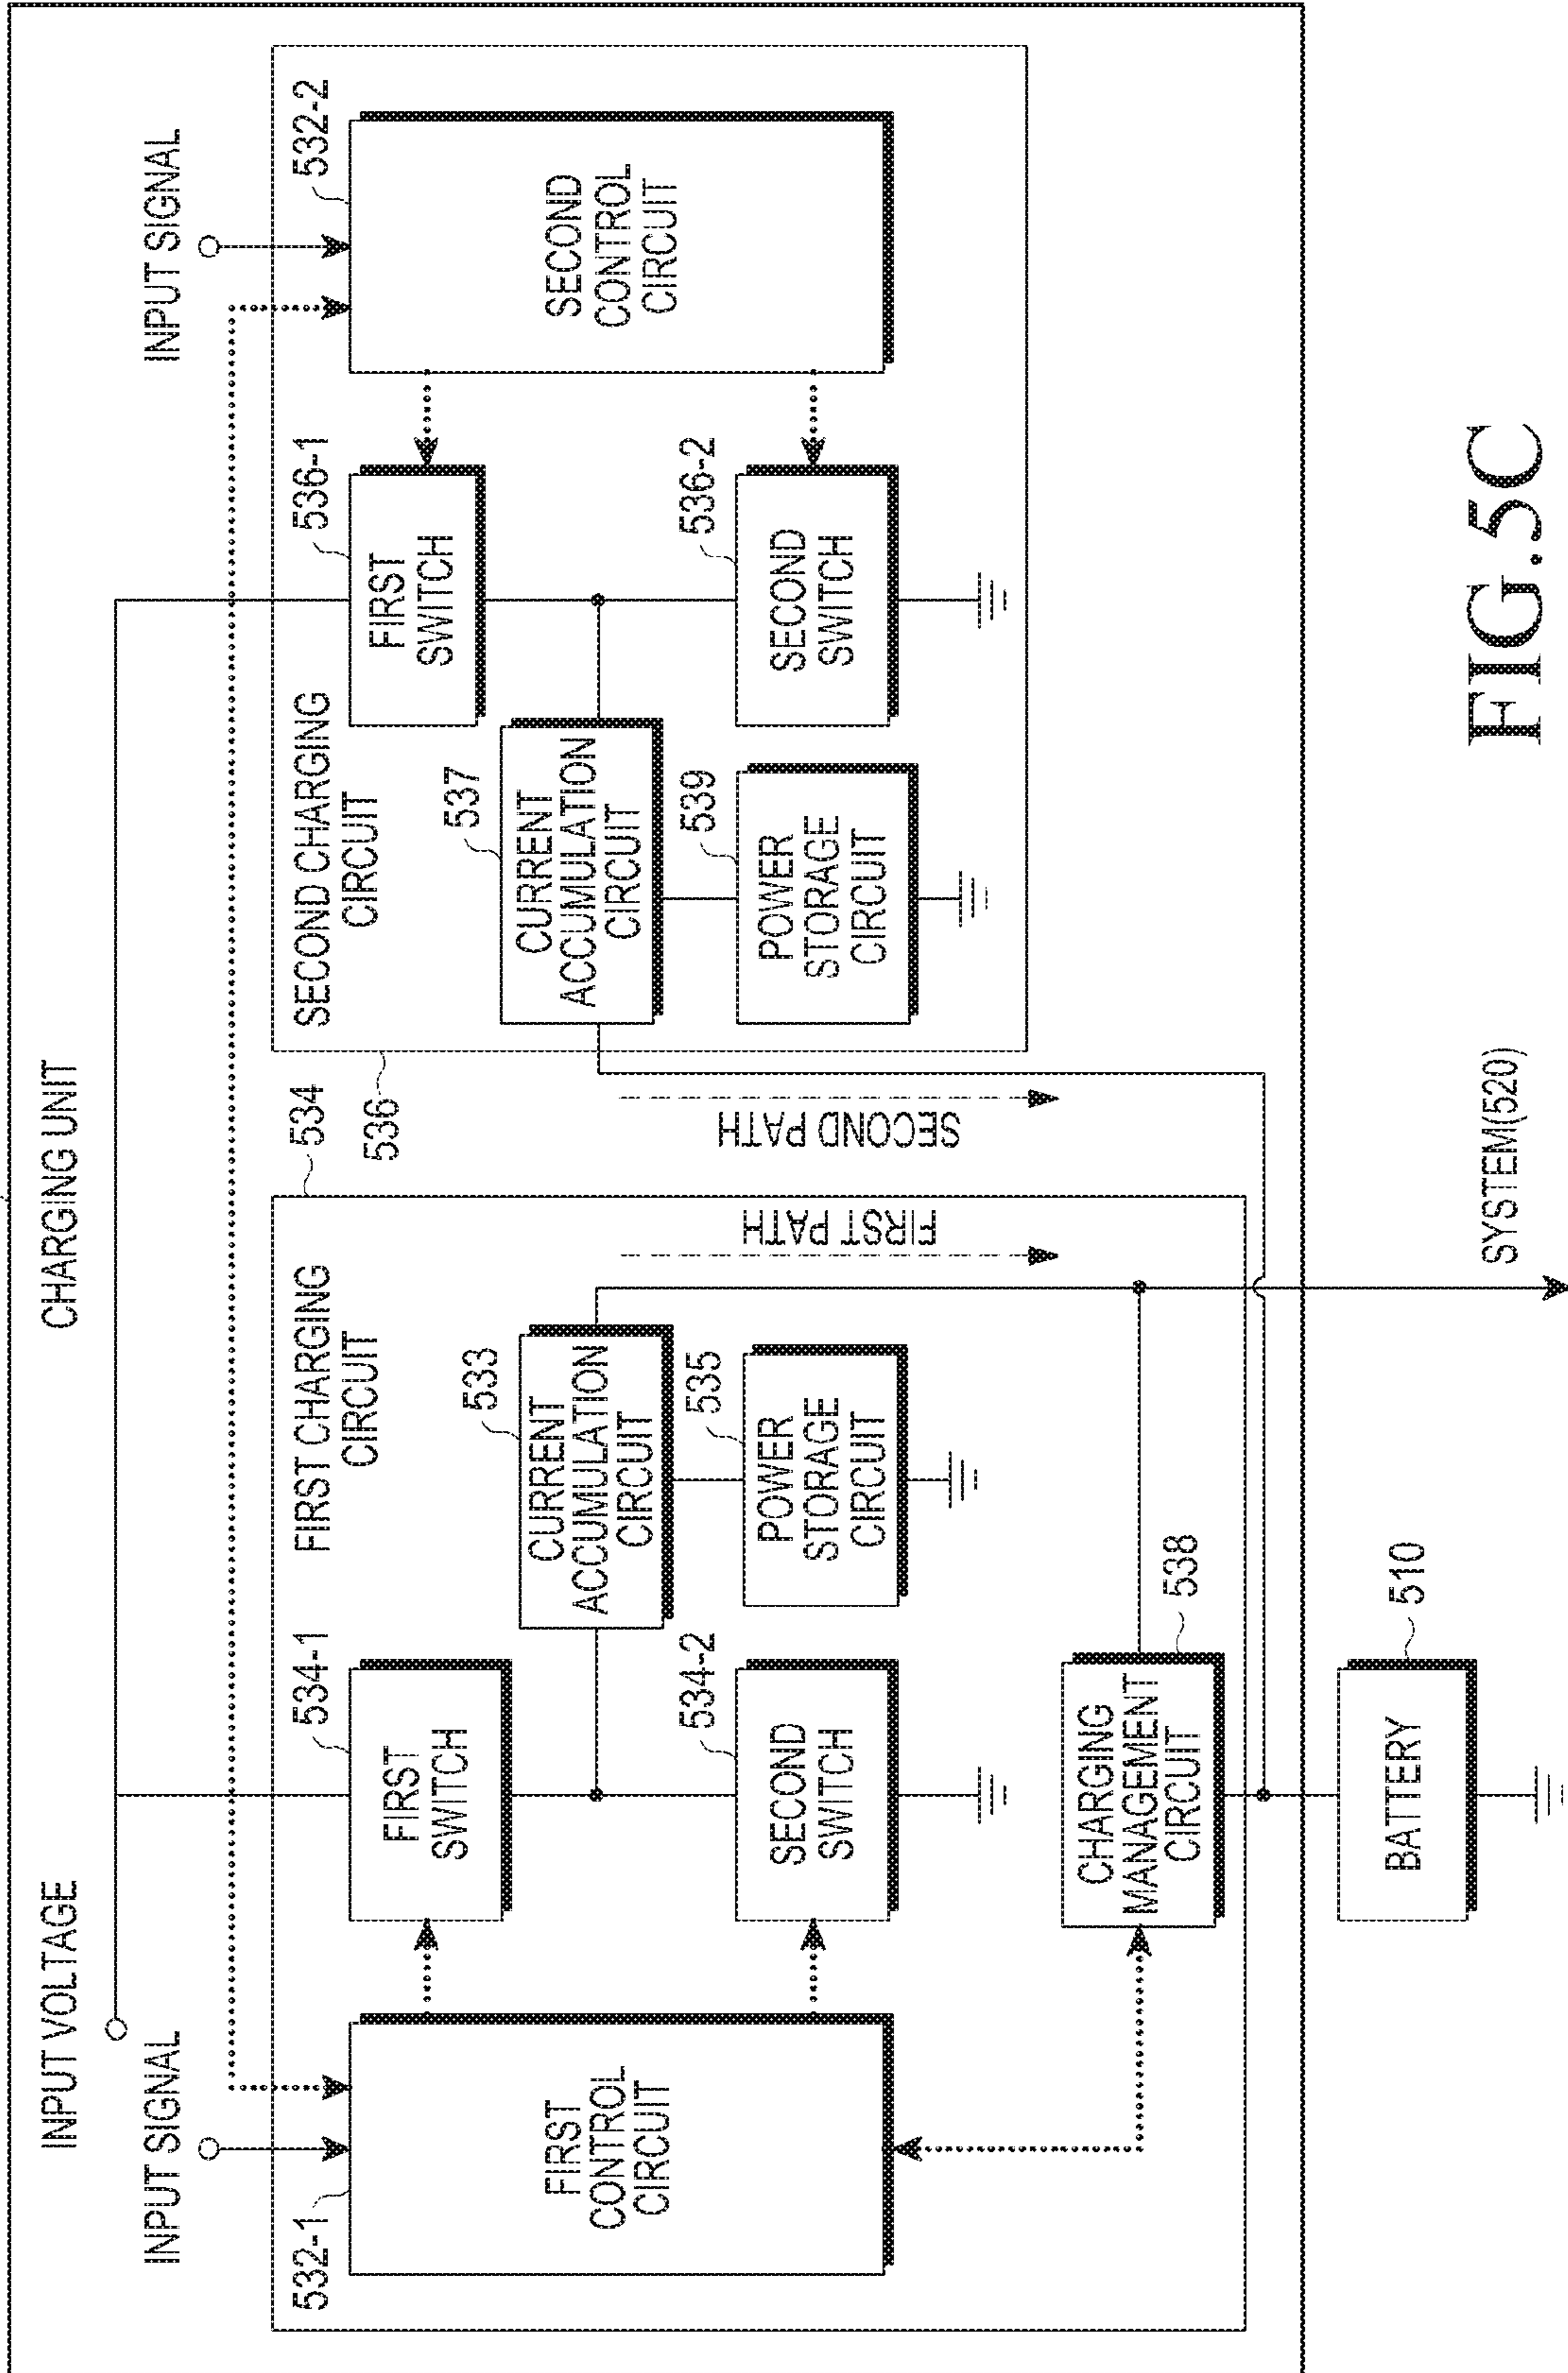 CHARGING UNIT
INPUT VOLTAGE
INPUT SIGNAL
INPUT SIGNAL
532-1
FIRST
CONTROL
CIRCUIT
534
FIRST CHARGING
CIRCUIT
534-1
FIRST
SWITCH
533
CURRENT
ACCUMULATION
CIRCUIT
534-2
SECOND
SWITCH
535
POWER
STORAGE
CIRCUIT
FIRST PATH
CHARGING
MANAGEMENT
CIRCUIT
538
BATTERY
510
SYSTEM(520)
536
SECOND PATH
SECOND CHARGING
CIRCUIT
536-1
FIRST
SWITCH
532-2
SECOND
CONTROL
CIRCUIT
537
CURRENT
ACCUMULATION
CIRCUIT
539
POWER
STORAGE
CIRCUIT
536-2
SECOND
SWITCH
FIG.5C